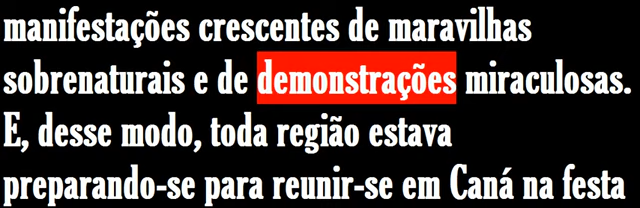 manifestações crescentes de maravilhas
sobrenaturais e de demonstrações miraculosas.
E, desse modo, toda região estava
preparando-se para reunir-se em Caná na festa